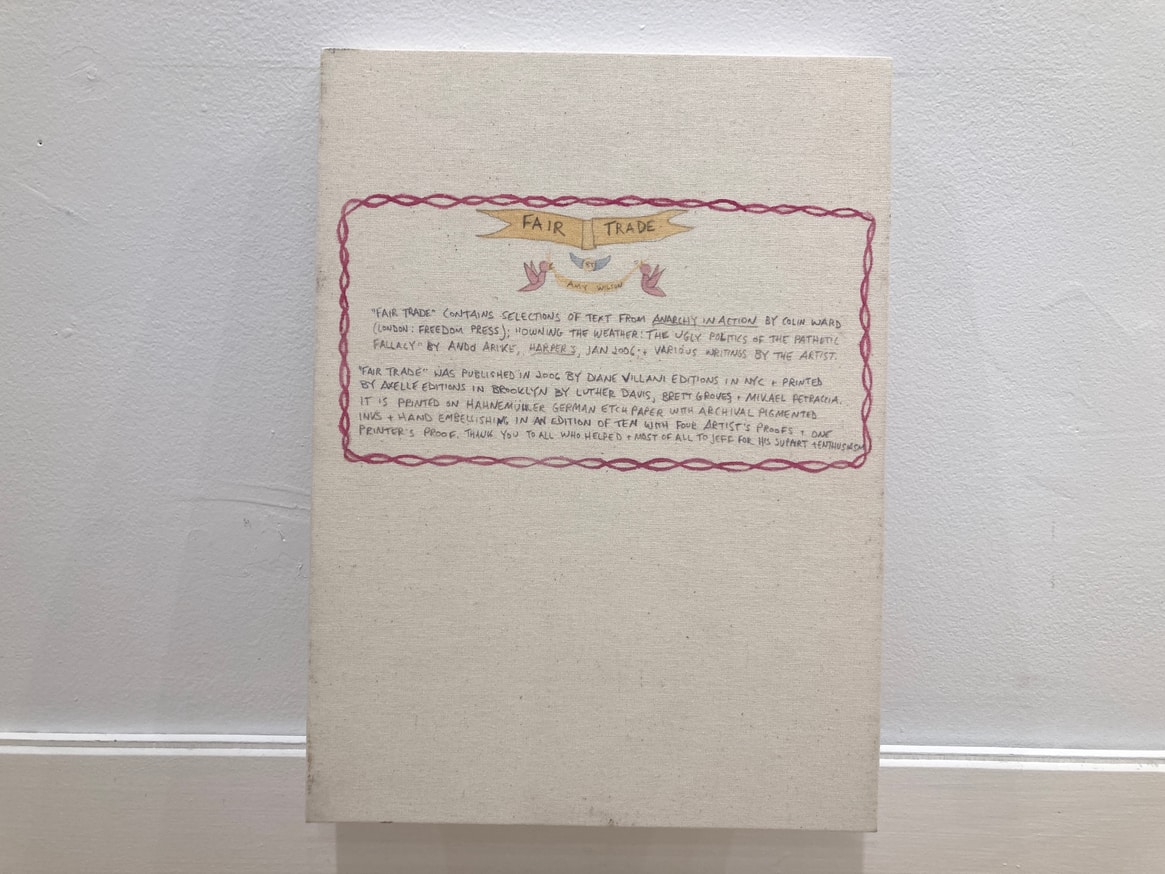 FAIR TRADE
BY
AMY WILSON
"FAIR TRADE" CONTAINS SELECTIONS OF TEXT FROM ANARCHY IN ACTION BY COLIN WARD
(LONDON: FREEDOM PRESS); "OWNING THE WEATHER: THE UGLY POLITICS OF THE PATHETIC
FALLACY" BY ANDO ARIKE, HARPER'S, JAN 2006; + VARIOUS WRITINGS BY THE ARTIST.
"FAIR TRADE" WAS PUBLISHED IN 2006 BY DIANE VILLANI EDITIONS IN NYC + PRINTED
BY AXELLE EDITIONS IN BROOKLYN BY LUTHER DAVIS, BRETT GROVES + MIKAEL PETRACCIA.
IT IS PRINTED ON HAHNEMÜLLER GERMAN ETCH PAPER WITH ARCHIVAL PIGMENTED
INKS + HAND EMBELLISHING IN AN EDITION OF TEN WITH FOUR ARTIST'S PROOFS + ONE
PRINTER'S PROOF. THANK YOU TO ALL WHO HELPED + MOST OF ALL TO JEFF FOR HIS SUPPORT + ENTHUSIASM